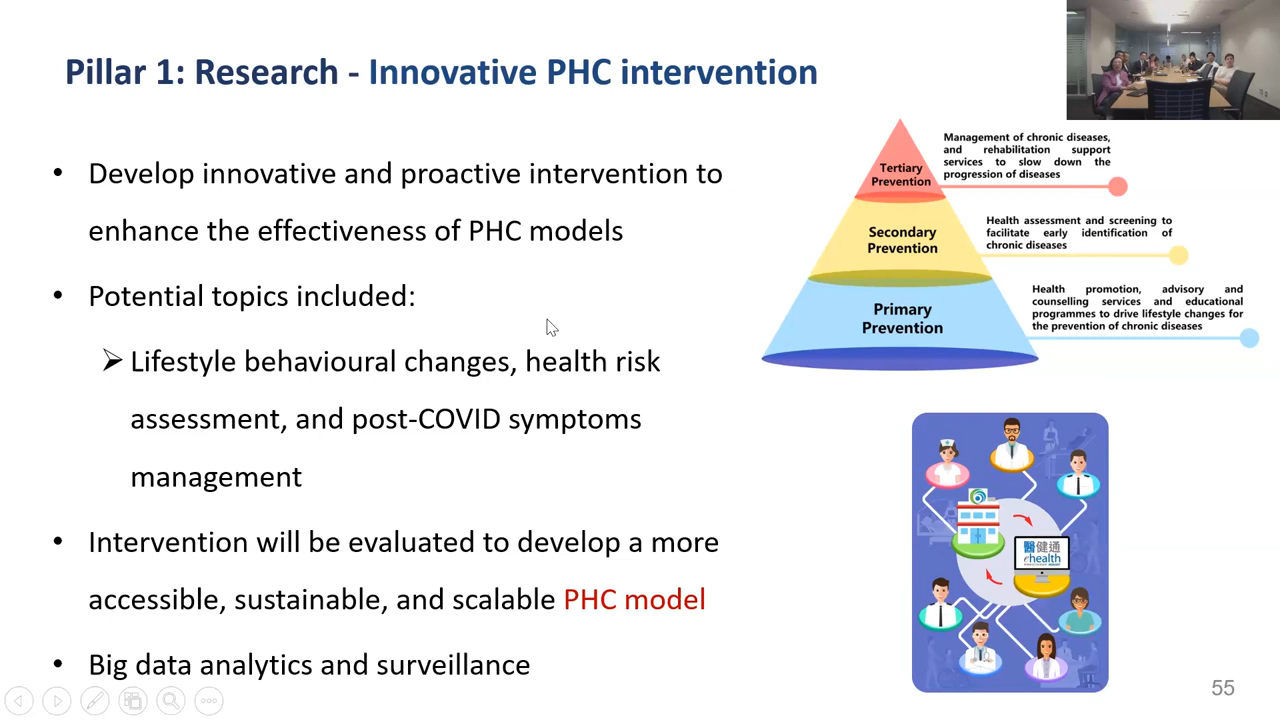 Pillar 1: Research - Innovative PHC intervention
• Develop innovative and proactive intervention to
enhance the effectiveness of PHC models
• Potential topics included:
➢ Lifestyle behavioural changes, health risk
assessment, and post-COVID symptoms
management
• Intervention will be evaluated to develop a more
accessible, sustainable, and scalable PHC model
• Big data analytics and surveillance
Tertiary
Prevention
Management of chronic diseases,
and rehabilitation support
services to slow down the
progression of diseases
Secondary
Prevention
Health assessment and screening to
facilitate early identification of
chronic diseases
Primary
Prevention
Health promotion, advisory and
counselling services and educational
programmes to drive lifestyle changes for
the prevention of chronic diseases
醫健通
ehealth
55